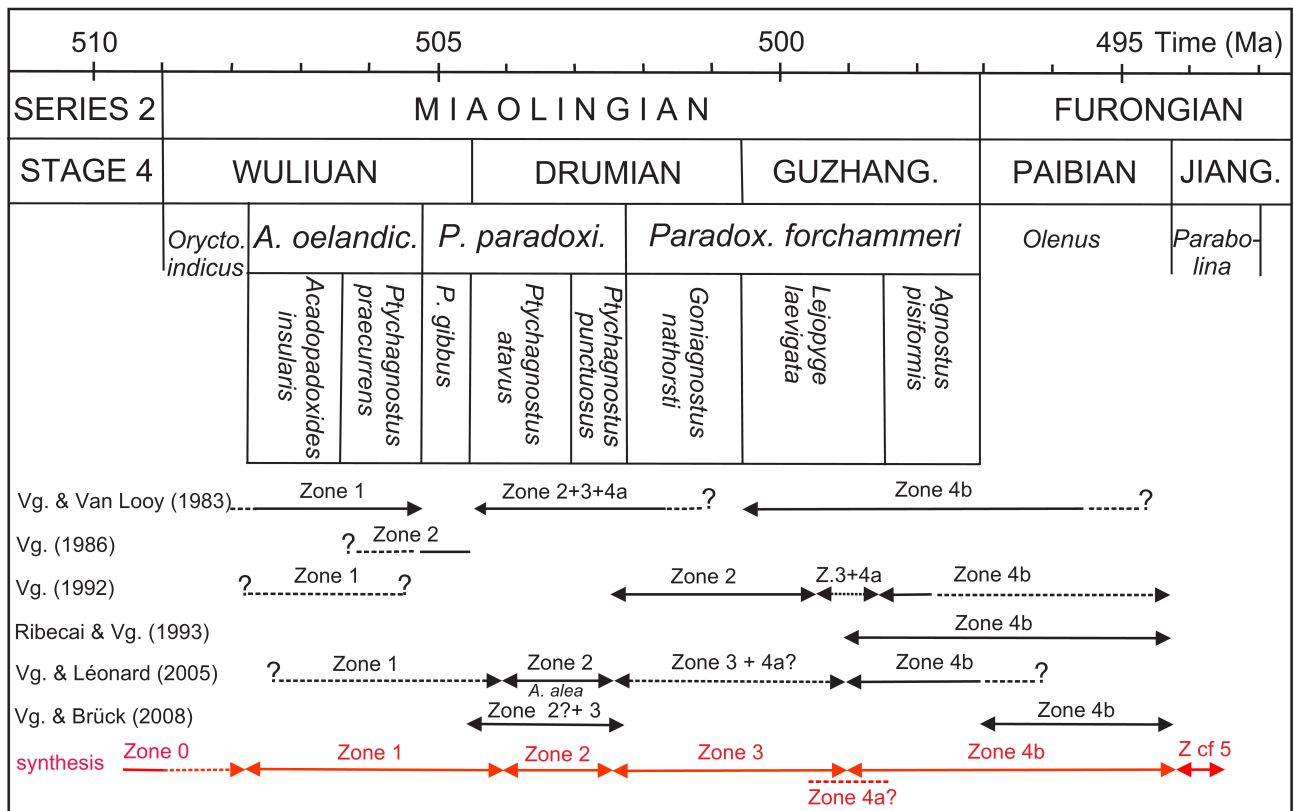 510 505 500 495 Time (Ma)
SERIES 2 MIAOLINGIAN FURONGIAN
STAGE 4 WULIUAN DRUMIAN GUZHANG. PAIBIAN JIANG.
Orycto.
indicus
A. oelandic.
P. paradoxi.
Paradox. forchammeri
Olenus
Parabo-
lina
Acadopadoxides
insularis
Ptychagnostus
praecurrens
P. gibbus
Ptychagnostus
atavus
Ptychagnostus
punctuosus
Goniagnostus
nathorsti
Lejopyge
laevigata
Agnostus
pisiformis
Vg. & Van Looy (1983) Zone 1 Zone 2+3+4a ? Zone 4b ?
Vg. (1986) ? Zone 2
Vg. (1992) ? Zone 1 ? Zone 2 Z.3+4a Zone 4b
Ribecai & Vg. (1993) Zone 4b
Vg. & Léonard (2005) ? Zone 1 Zone 2 Zone 3 + 4a? Zone 4b ?
A. alea
Vg. & Brück (2008) Zone 2?+ 3 Zone 4b
synthesis Zone 0 Zone 1 Zone 2 Zone 3 Zone 4b Z cf 5
Zone 4a?